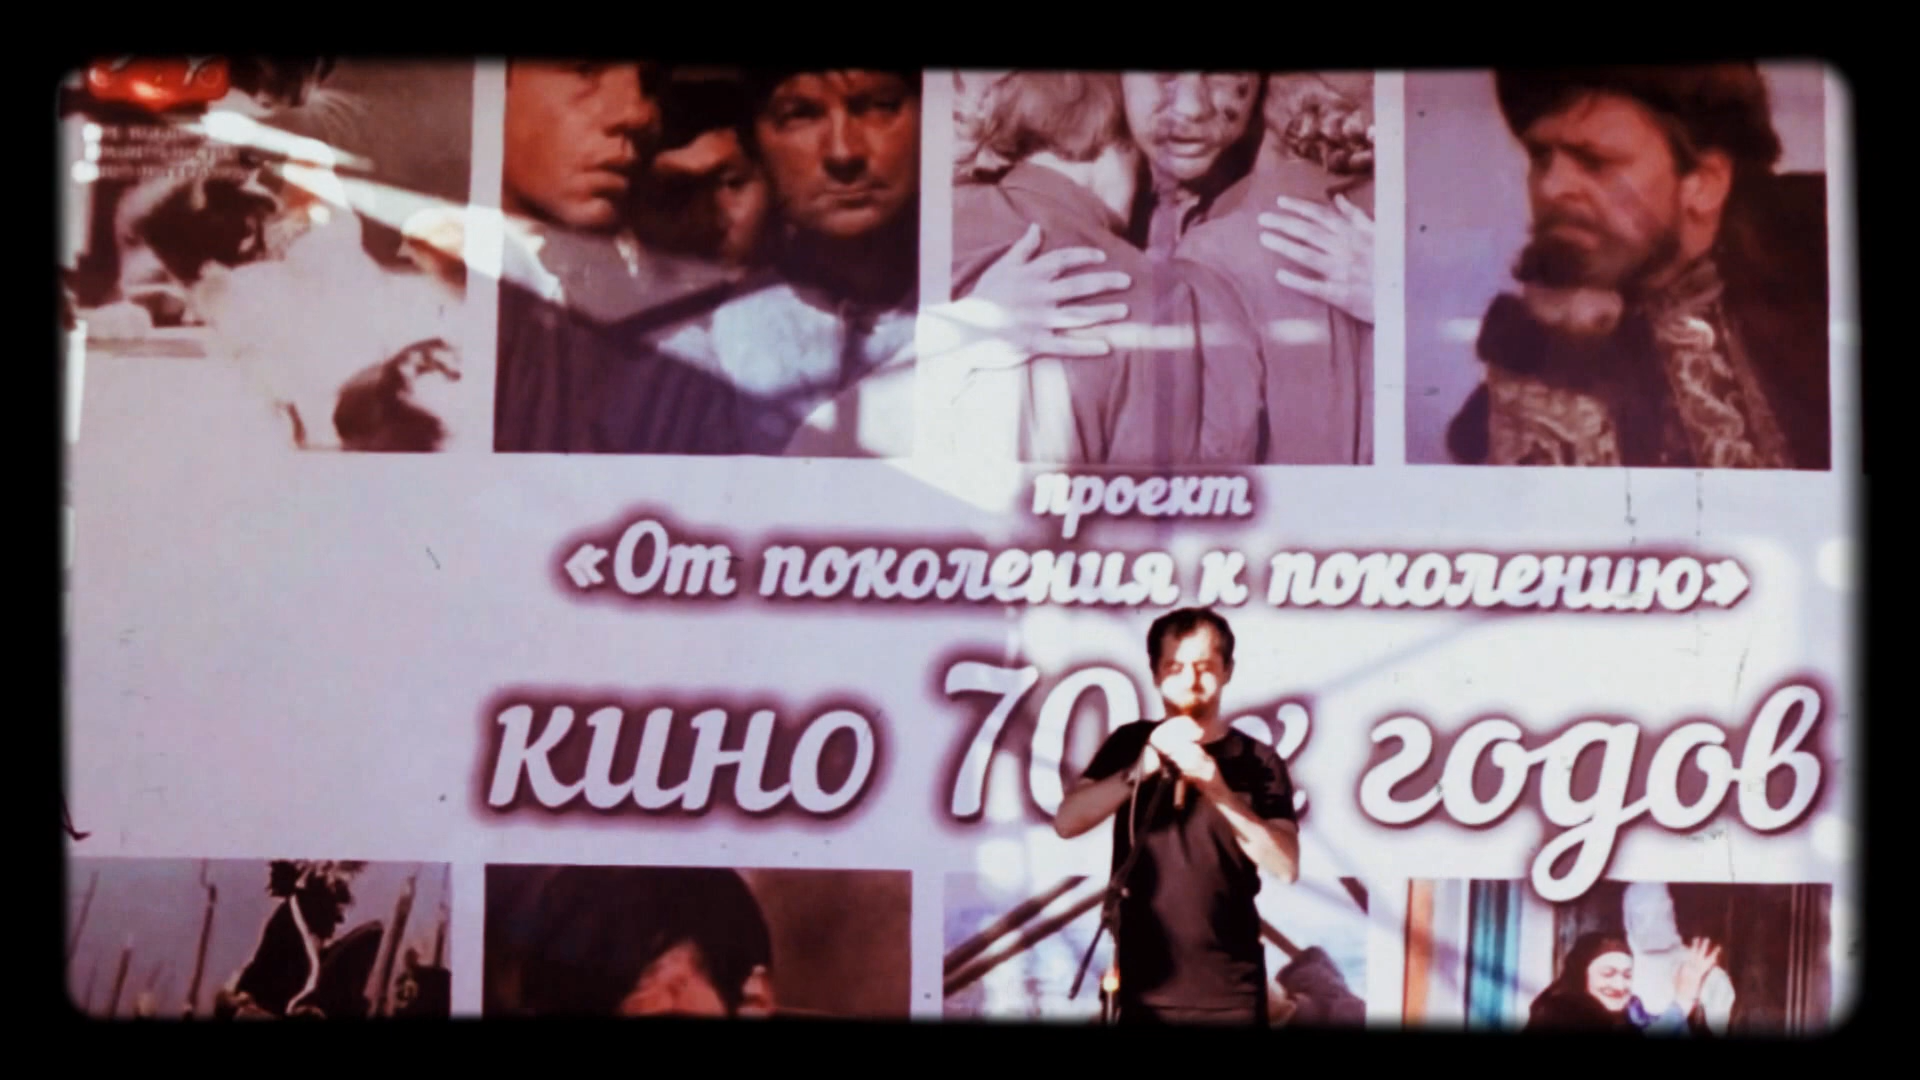 проект
«От поколения к поколению»
кино 70-х годов